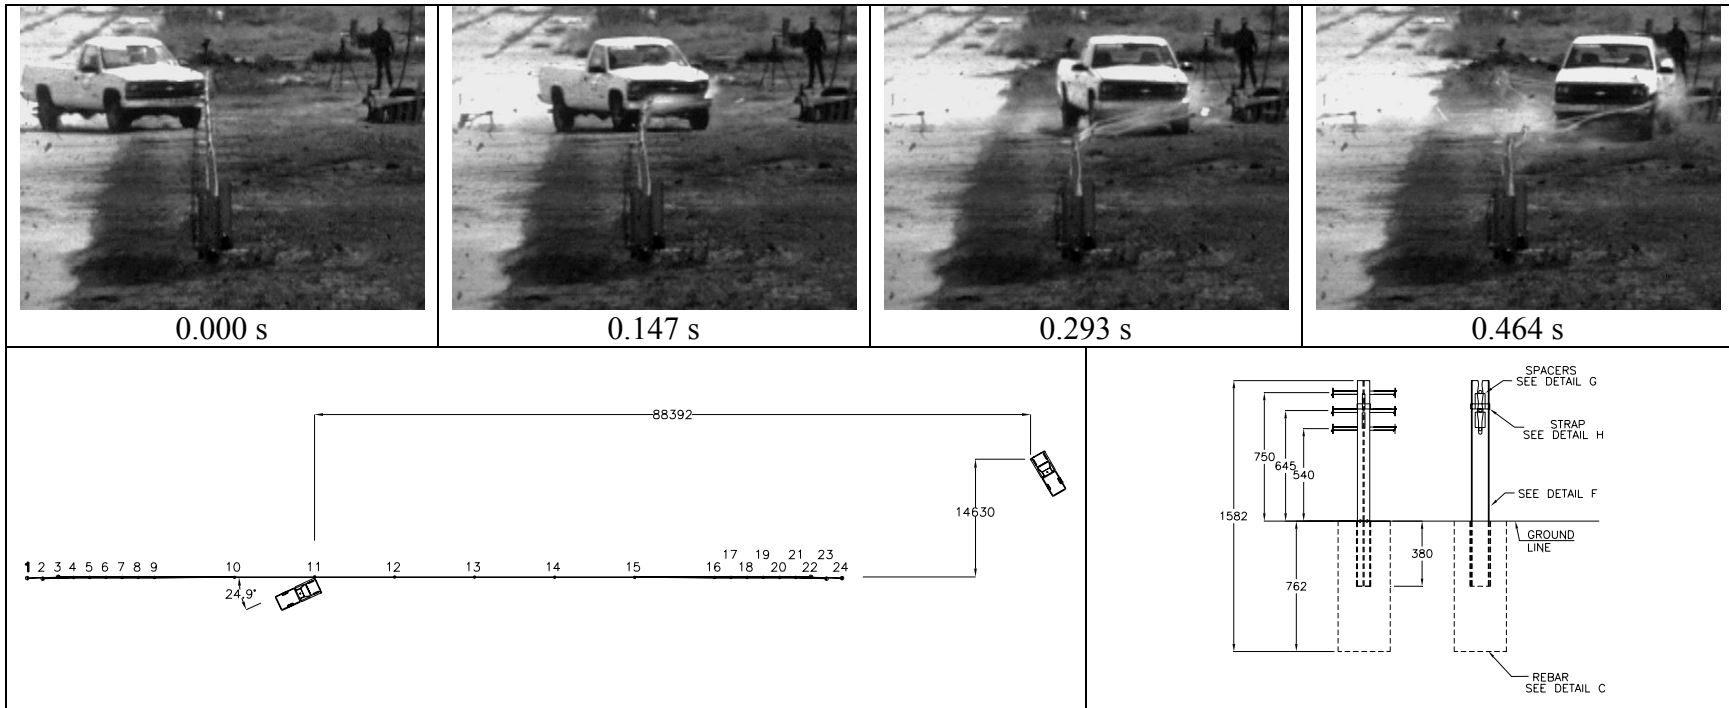 0.000 s
0.147 s
0.293 s
0.464 s
88392
14630
1 2 3 4 5 6 7 8 9 10 11 12 13 14 15 16 17 18 19 20 21 22 23 24
24.9°
SPACERS
SEE DETAIL G
STRAP
SEE DETAIL H
750
645
540
SEE DETAIL F
1582
GROUND
LINE
380
762
REBAR
SEE DETAIL C